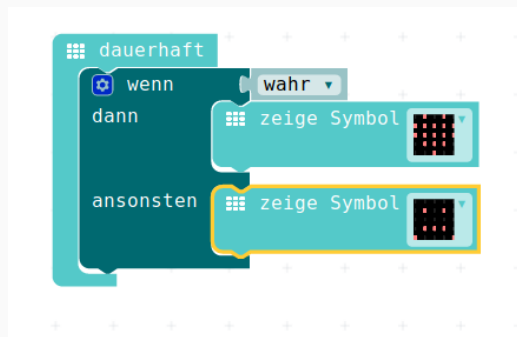 dauerhaft
wenn wahr
dann zeige Symbol
ansonsten zeige Symbol